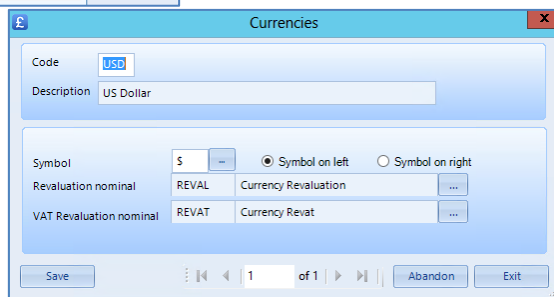 £ Currencies X
Code USD
Description US Dollar
Symbol $ ... Symbol on left Symbol on right
Revaluation nominal REVAL Currency Revaluation ...
VAT Revaluation nominal REVAT Currency Revat ...
Save 1 of 1 Abandon Exit